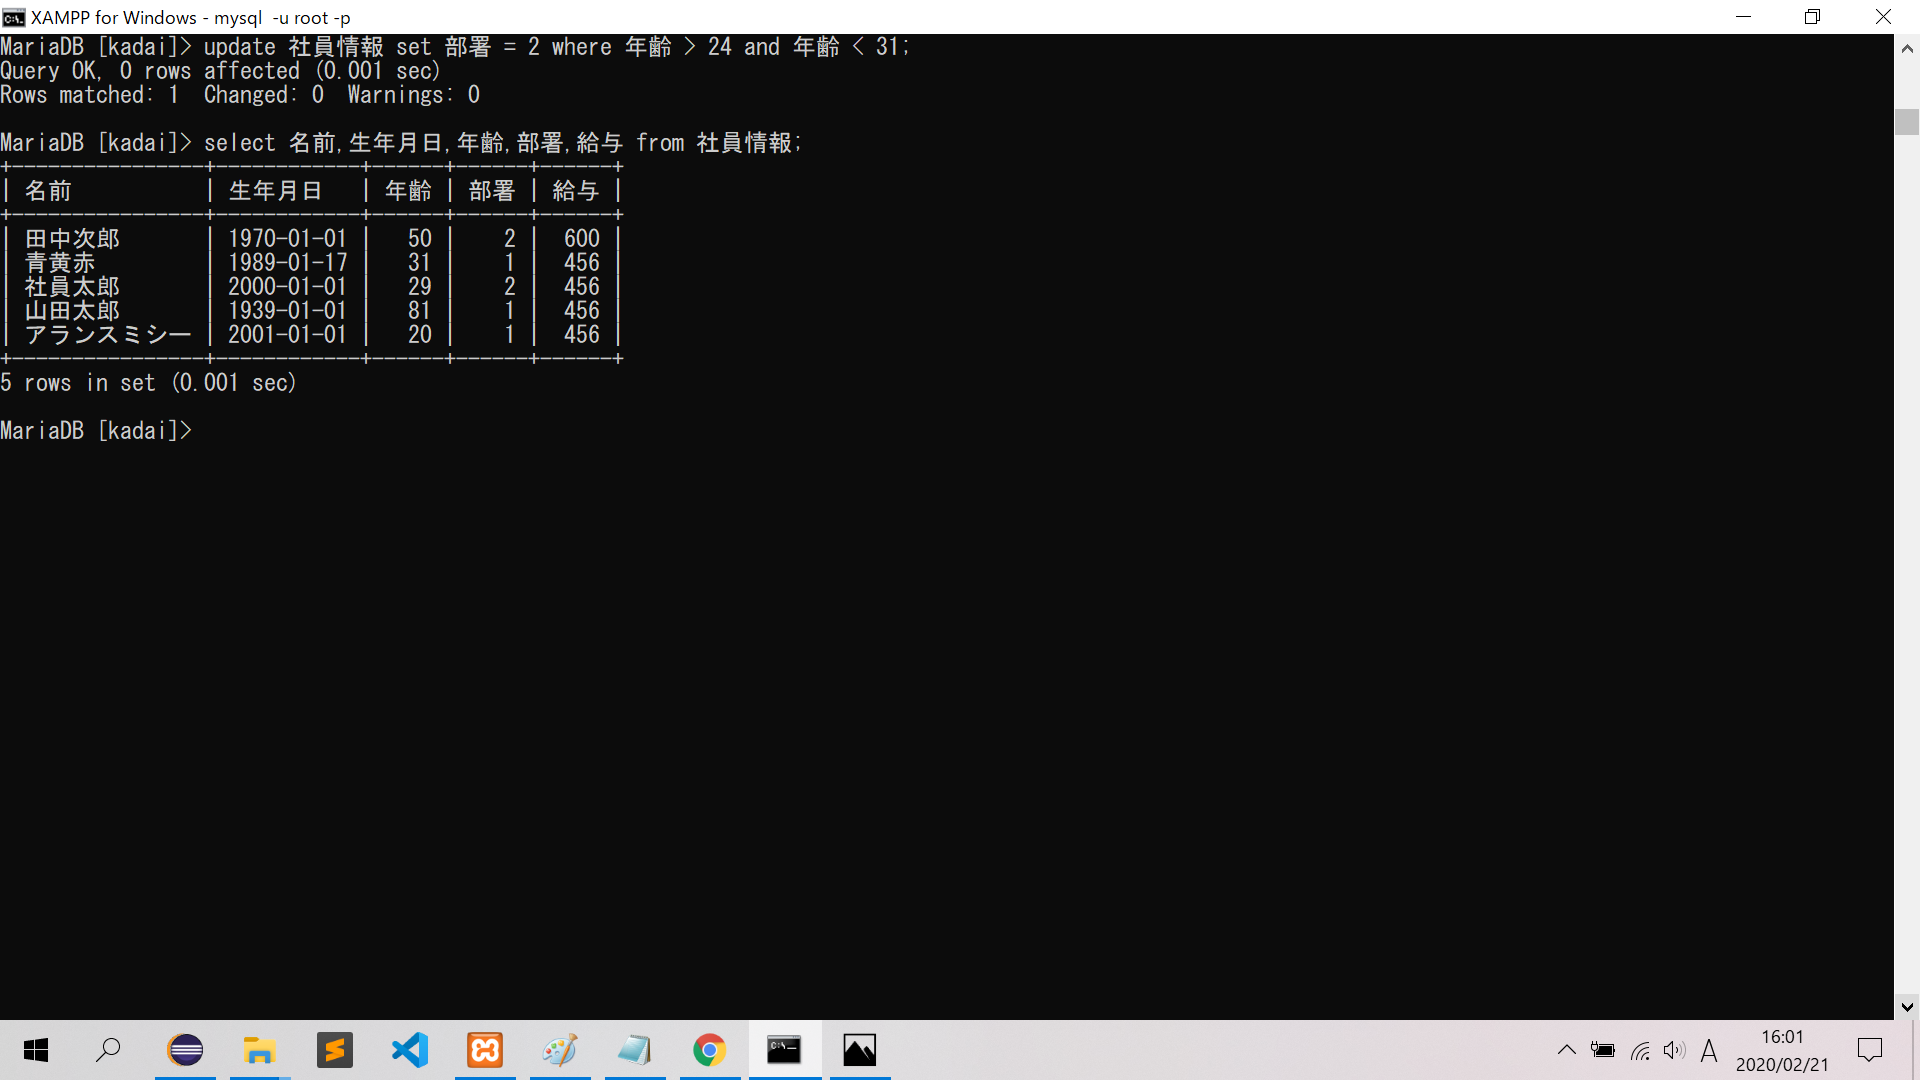 XAMPP for Windows - mysql  -u root -p
MariaDB [kadai]> update 社員情報 set 部署 = 2 where 年齢 > 24 and 年齢 < 31;
Query OK, 0 rows affected (0.001 sec)
Rows matched: 1  Changed: 0  Warnings: 0
MariaDB [kadai]> select 名前,生年月日,年齢,部署,給与 from 社員情報;
+----------------+------------+------+------+------+
| 名前           | 生年月日   | 年齢 | 部署 | 給与 |
+----------------+------------+------+------+------+
| 田中次郎       | 1970-01-01 |   50 |    2 |  600 |
| 青黄赤         | 1989-01-17 |   31 |    1 |  456 |
| 社員太郎       | 2000-01-01 |   29 |    2 |  456 |
| 山田太郎       | 1939-01-01 |   81 |    1 |  456 |
| アランスミシー | 2001-01-01 |   20 |    1 |  456 |
+----------------+------------+------+------+------+
5 rows in set (0.001 sec)
MariaDB [kadai]>
A
16:01
2020/02/21